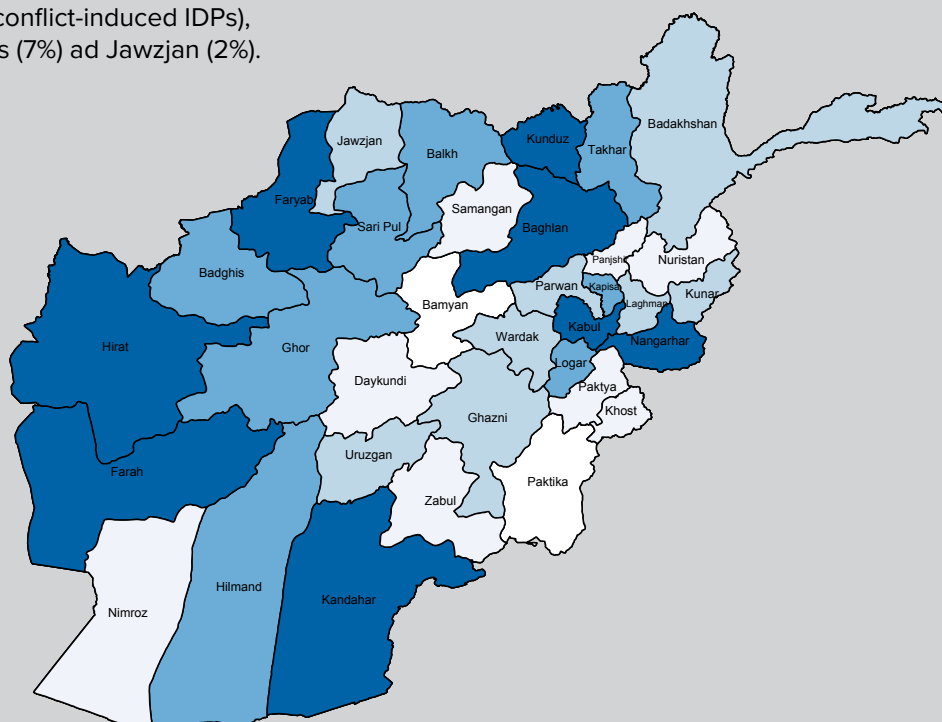 conflict-induced IDPs),
s (7%) ad Jawzjan (2%).
Badakhshan
Jawzjan
Balkh
Kunduz
Takhar
Faryab
Samangan
Sari Pul
Baghlan
Badghis
Panjshi
Nuristan
Parwan
Kapisa
Kunar
Laghman
Bamyan
Hirat
Ghor
Wardak
Kabul
Nangarhar
Logar
Daykundi
Paktya
Khost
Ghazni
Uruzgan
Farah
Paktika
Zabul
Hilmand
Kandahar
Nimroz